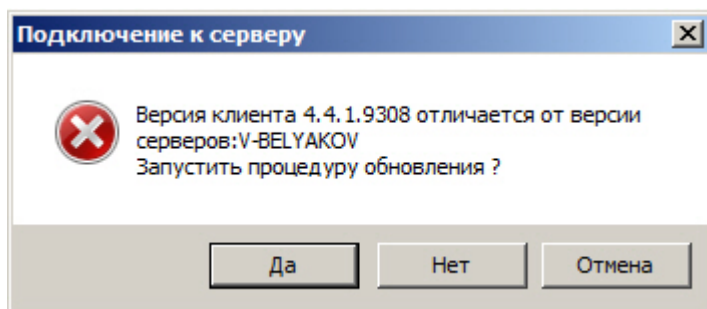 Подключение к серверу
Версия клиента 4.4.1.9308 отличается от версии
серверов:V-BELYAKOV
Запустить процедуру обновления ?
Да
Нет
Отмена